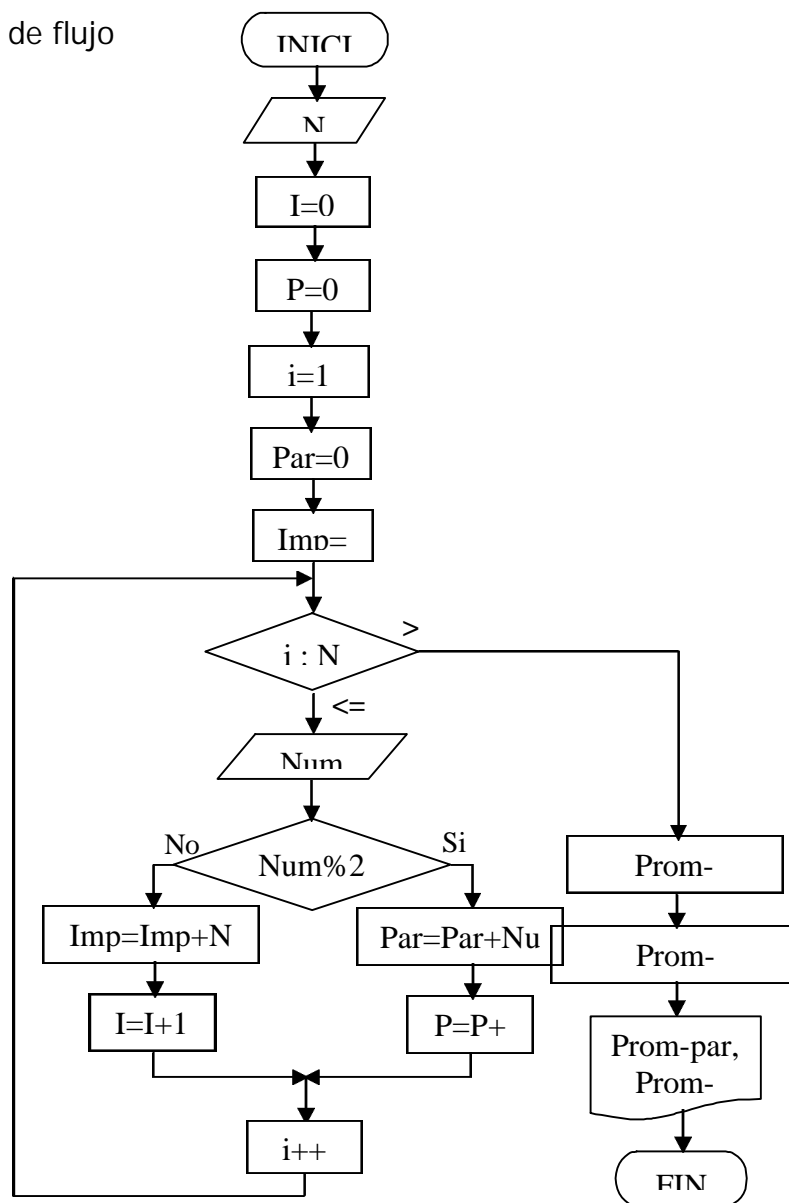 de flujo
INICI
N
I=0
P=0
i=1
Par=0
Imp=
i : N
>
<=
Num
No
Si
Num%2
Imp=Imp+N
Par=Par+Nu
I=I+1
P=P+
i++
Prom-
Prom-
Prom-par,
Prom-
FIN